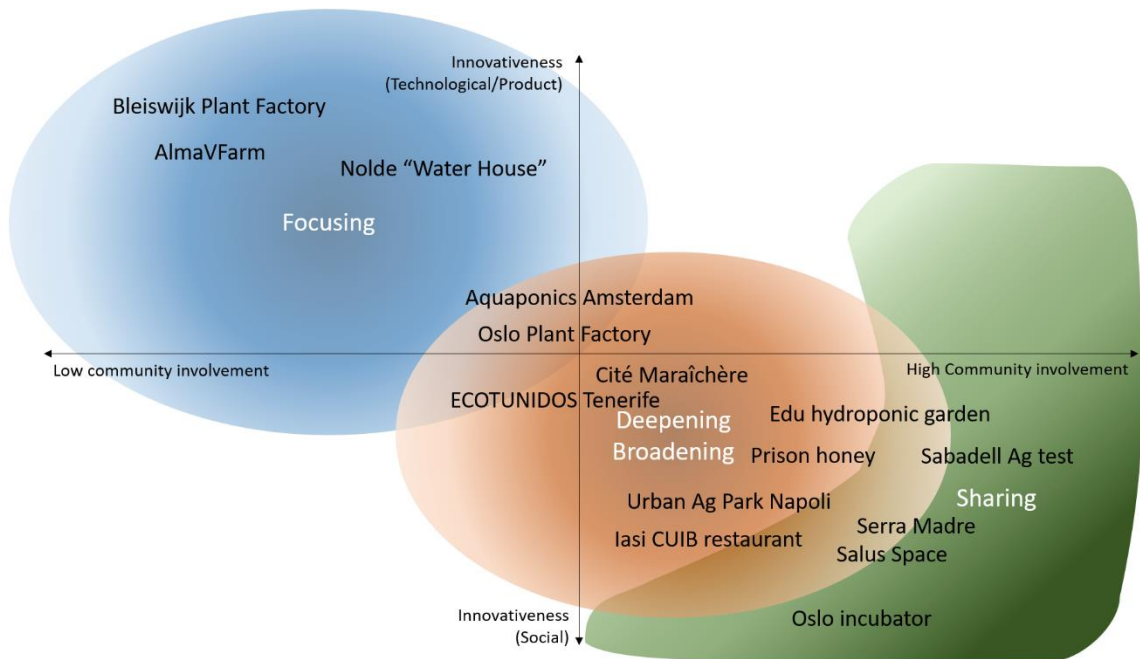 Innovativeness
(Technological/Product)
Bleiswijk Plant Factory
AlmaVFarm
Nolde “Water House”
Focusing
Aquaponics Amsterdam
Oslo Plant Factory
Low community involvement
High Community involvement
Cité Maraîchère
ECOTUNIDOS Tenerife
Deepening
Edu hydroponic garden
Broadening
Prison honey
Sabadell Ag test
Urban Ag Park Napoli
Sharing
Serra Madre
Iasi CUIB restaurant
Salus Space
Innovativeness
(Social)
Oslo incubator